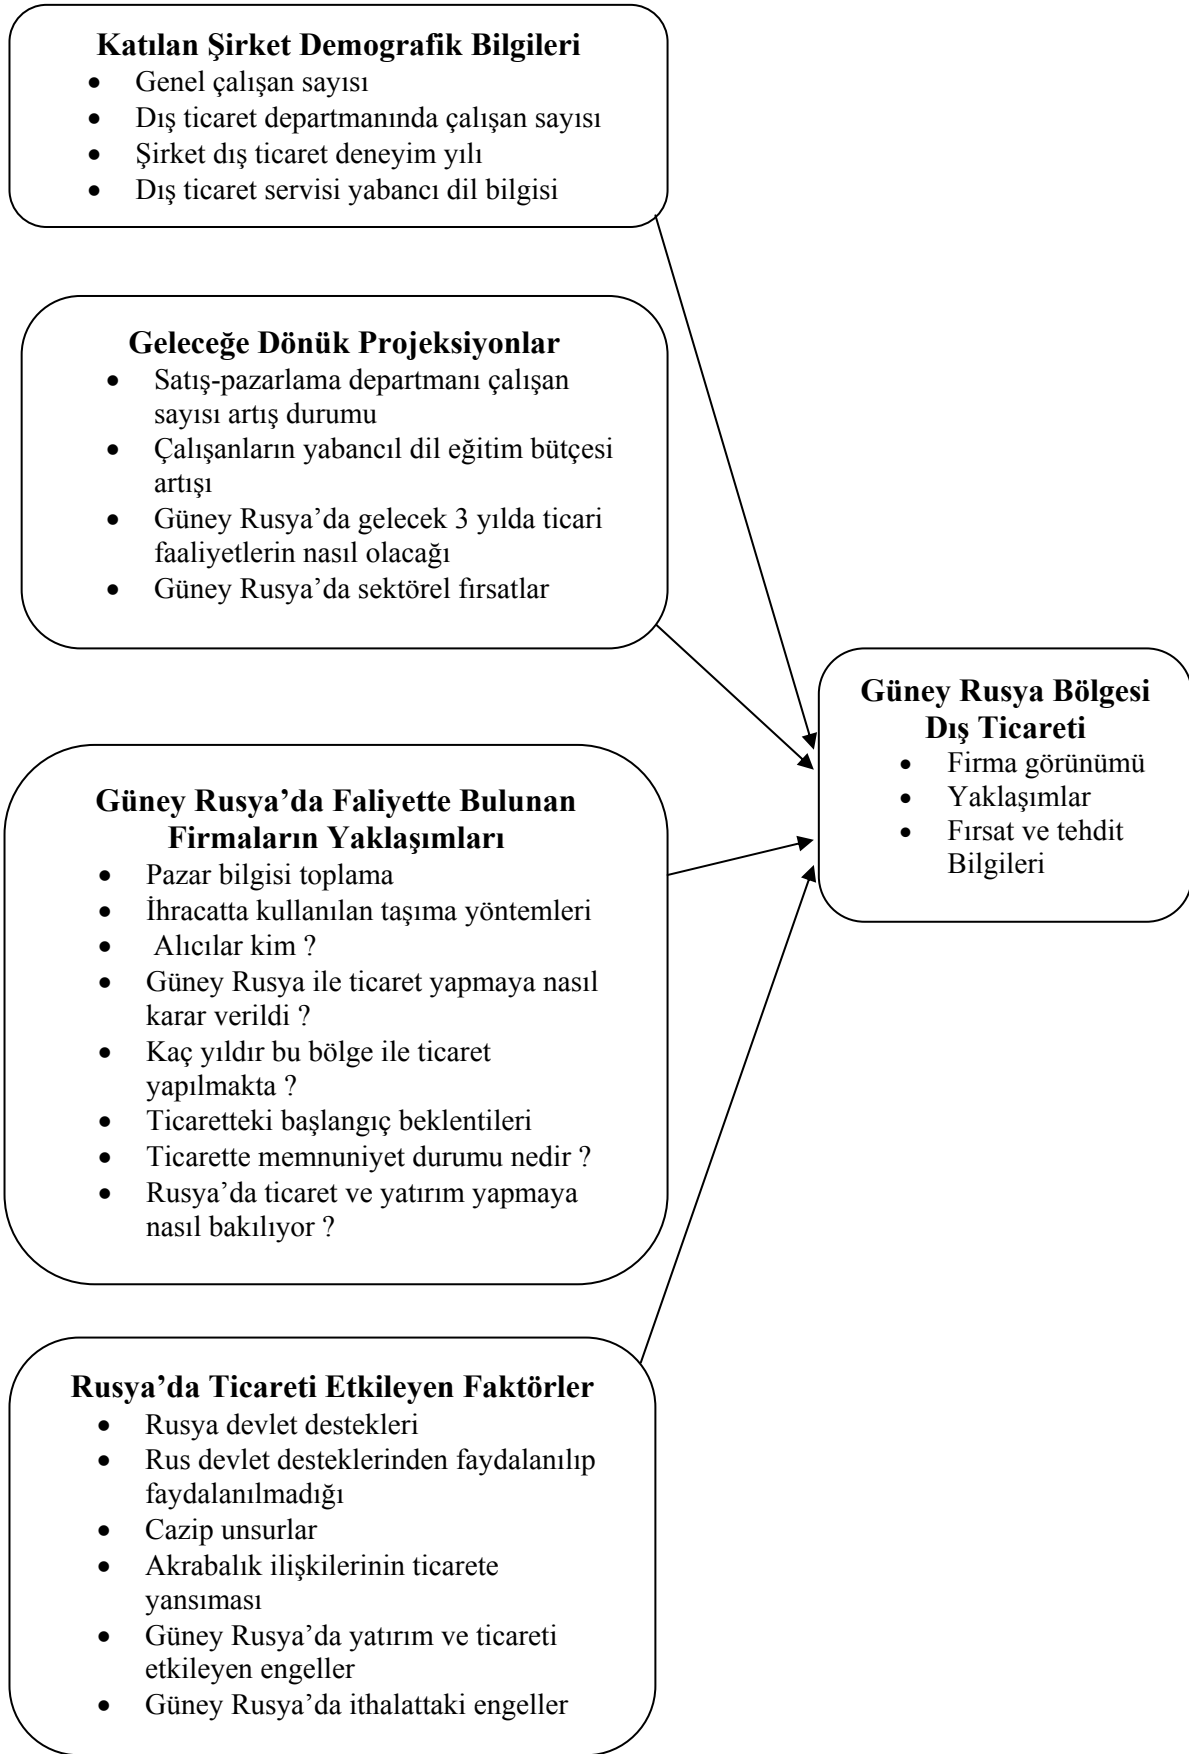 Katılan Şirket Demografik Bilgileri
• Genel çalışan sayısı
• Dış ticaret departmanında çalışan sayısı
• Şirket dış ticaret deneyim yılı
• Dış ticaret servisi yabancı dil bilgisi
Geleceğe Dönük Projeksiyonlar
• Satış-pazarlama departmanı çalışan
sayısı artış durumu
• Çalışanların yabancıl dil eğitim bütçesi
artışı
• Güney Rusya’da gelecek 3 yılda ticari
faaliyetlerin nasıl olacağı
• Güney Rusya’da sektörel fırsatlar
Güney Rusya’da Faliyette Bulunan
Firmaların Yaklaşımları
• Pazar bilgisi toplama
• İhracatta kullanılan taşıma yöntemleri
• Alıcılar kim ?
• Güney Rusya ile ticaret yapmaya nasıl
karar verildi ?
• Kaç yıldır bu bölge ile ticaret
yapılmakta ?
• Ticaretteki başlangıç beklentileri
• Ticarette memnuniyet durumu nedir ?
• Rusya’da ticaret ve yatırım yapmaya
nasıl bakılıyor ?
Rusya’da Ticareti Etkileyen Faktörler
• Rusya devlet destekleri
• Rus devlet desteklerinden faydalanılıp
faydalanılmadığı
• Cazip unsurlar
• Akrabalık ilişkilerinin ticarete
yansıması
• Güney Rusya’da yatırım ve ticareti
etkileyen engeller
• Güney Rusya’da ithalattaki engeller
Güney Rusya Bölgesi
Dış Ticareti
• Firma görünümü
• Yaklaşımlar
• Fırsat ve tehdit
Bilgileri